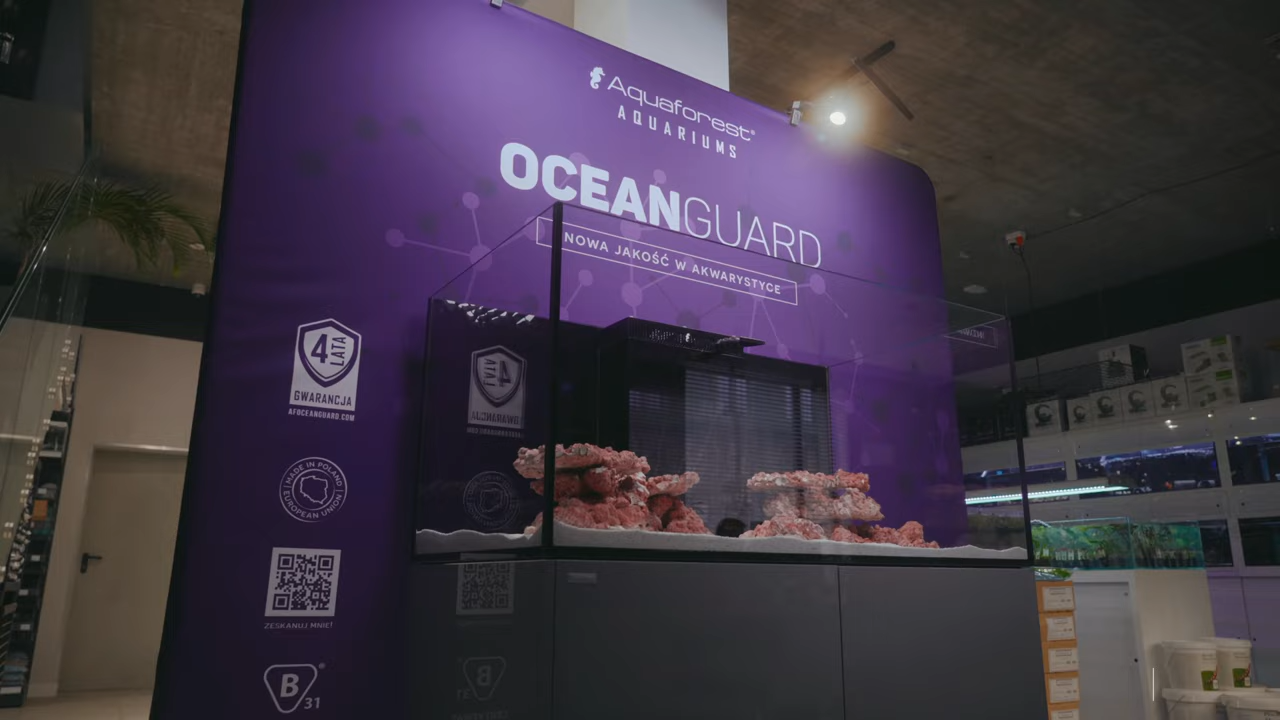 Aquaforest®
AQUARIUMS
OCEANGUARD
NOWA JAKOŚĆ W AKWARYSTYCE
4 LATA
GWARANCJA
AFOCEANGUARD.COM
MADE IN POLAND
EUROPEAN UNION
ZESKANUJ MNIE!
B®
31